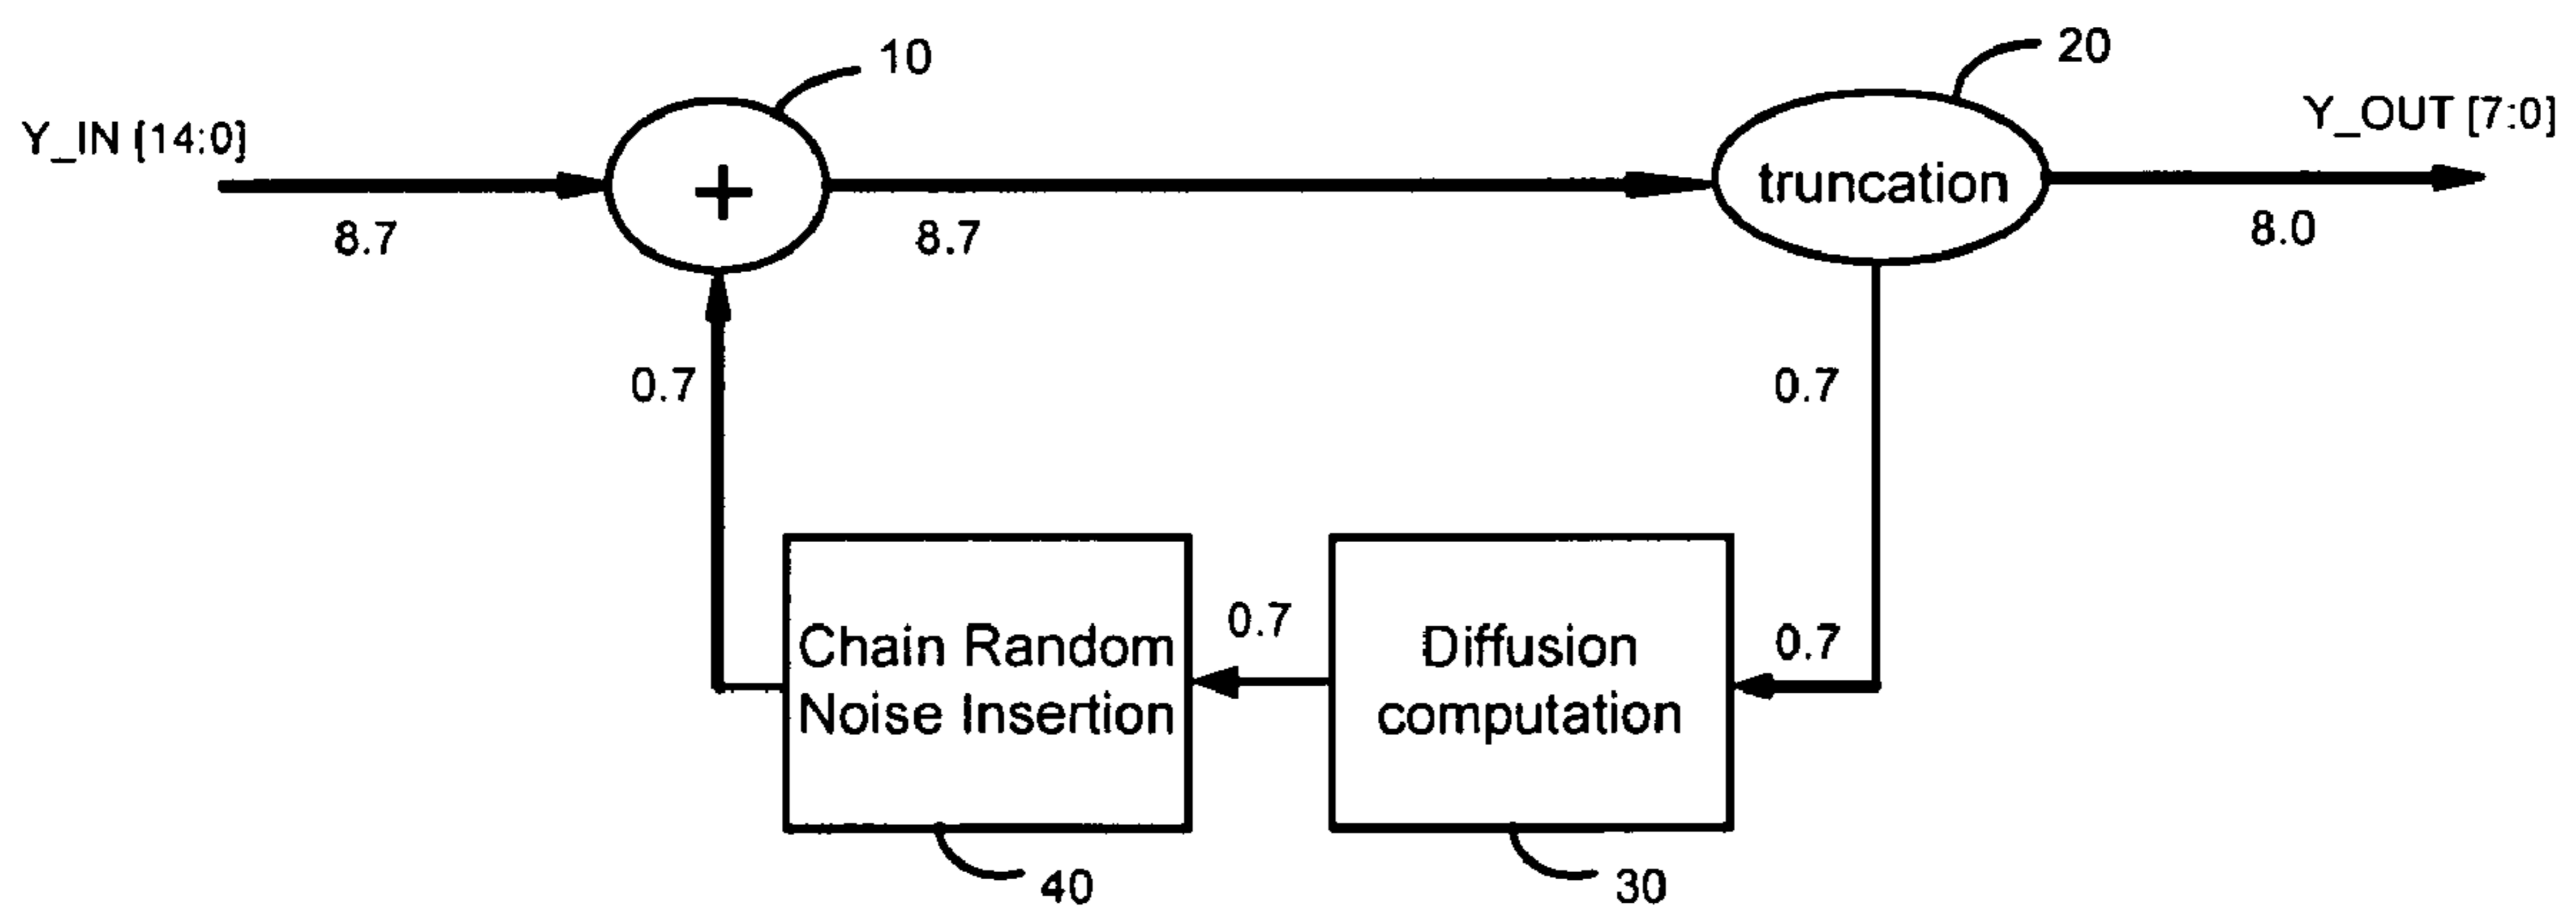 10
20
Y_IN [14:0]
Y_OUT [7:0]
+
truncation
8.7
8.7
8.0
0.7
0.7
0.7
0.7
Chain Random
Noise Insertion
Diffusion
computation
40
30